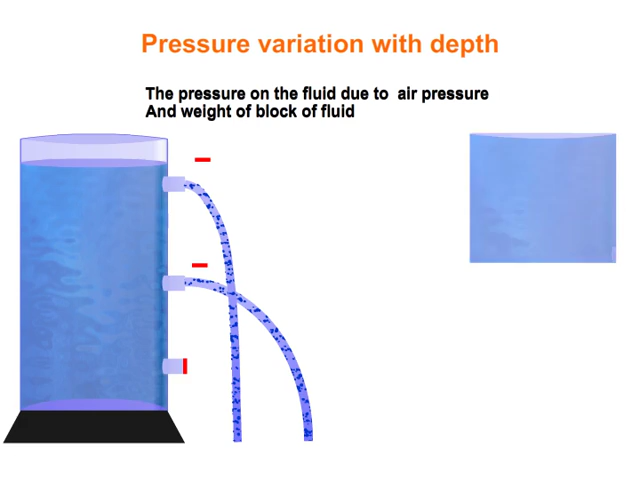 Pressure variation with depth
The pressure on the fluid due to  air pressure
And weight of block of fluid